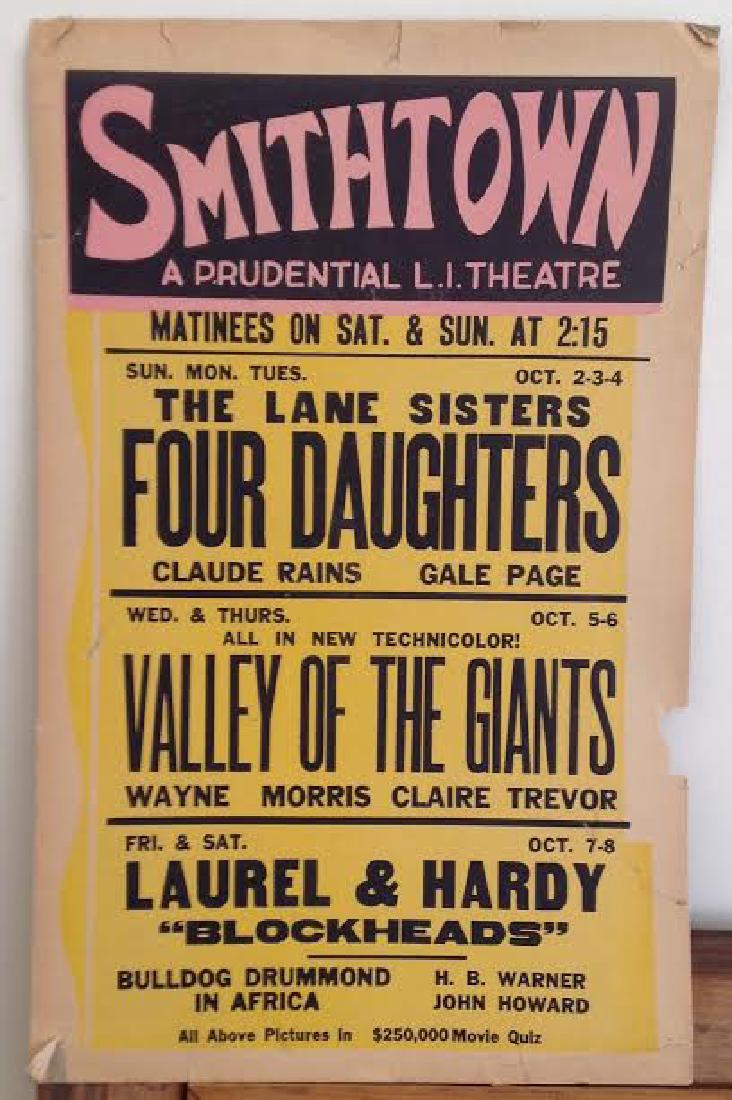 SMITHTOWN
A PRUDENTIAL L.I. THEATRE
MATINEES ON SAT. & SUN. AT 2:15
SUN. MON. TUES. OCT. 2-3-4
THE LANE SISTERS
FOUR DAUGHTERS
CLAUDE RAINS GALE PAGE
WED. & THURS. OCT. 5-6
ALL IN NEW TECHNICOLOR!
VALLEY OF THE GIANTS
WAYNE MORRIS CLAIRE TREVOR
FRI. & SAT. OCT. 7-8
LAUREL & HARDY
"BLOCKHEADS"
BULLDOG DRUMMOND H. B. WARNER
IN AFRICA JOHN HOWARD
All Above Pictures in $250,000 Movie Quiz